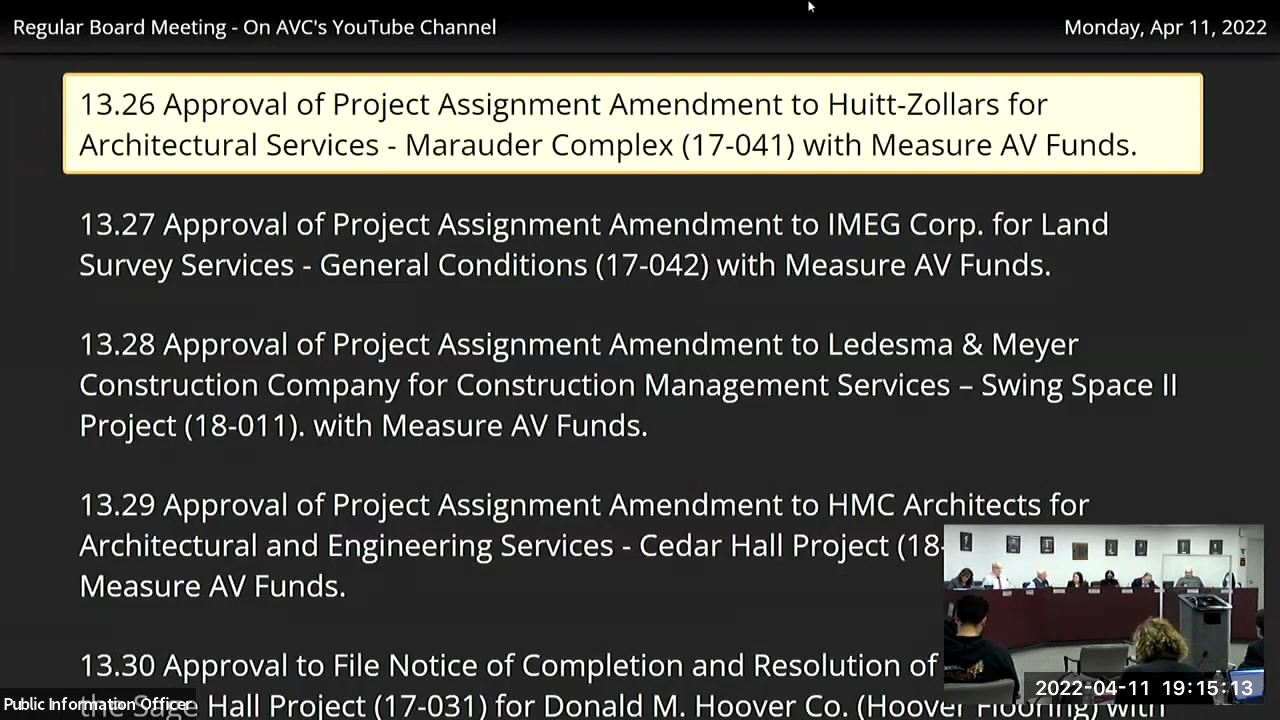 Regular Board Meeting - On AVC's YouTube Channel
Monday, Apr 11, 2022
13.26 Approval of Project Assignment Amendment to Huitt-Zollars for
Architectural Services - Marauder Complex (17-041) with Measure AV Funds.
13.27 Approval of Project Assignment Amendment to IMEG Corp. for Land
Survey Services - General Conditions (17-042) with Measure AV Funds.
13.28 Approval of Project Assignment Amendment to Ledesma & Meyer
Construction Company for Construction Management Services – Swing Space II
Project (18-011). with Measure AV Funds.
13.29 Approval of Project Assignment Amendment to HMC Architects for
Architectural and Engineering Services - Cedar Hall Project (18-
Measure AV Funds.
13.30 Approval to File Notice of Completion and Resolution of
the Sage Hall Project (17-031) for Donald M. Hoover Co. (Hoover Flooring) with
Public Information Officer
2022-04-11 19:15:13